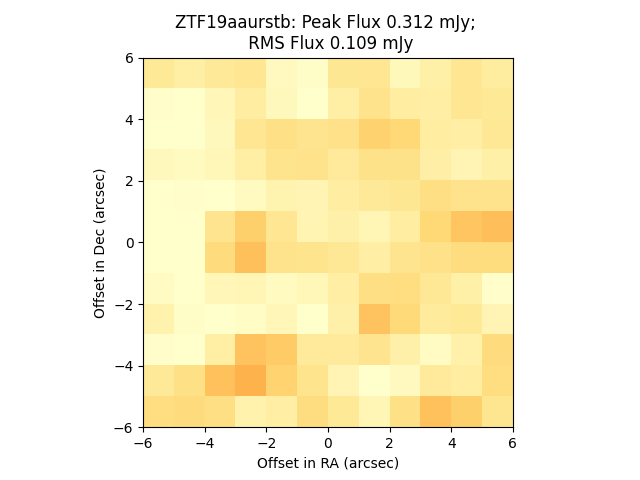 ZTF19aaurstb: Peak Flux 0.312 mJy;
RMS Flux 0.109 mJy
6
4
2
0
−2
−4
−6
Offset in Dec (arcsec)
−6 −4 −2 0 2 4 6
Offset in RA (arcsec)